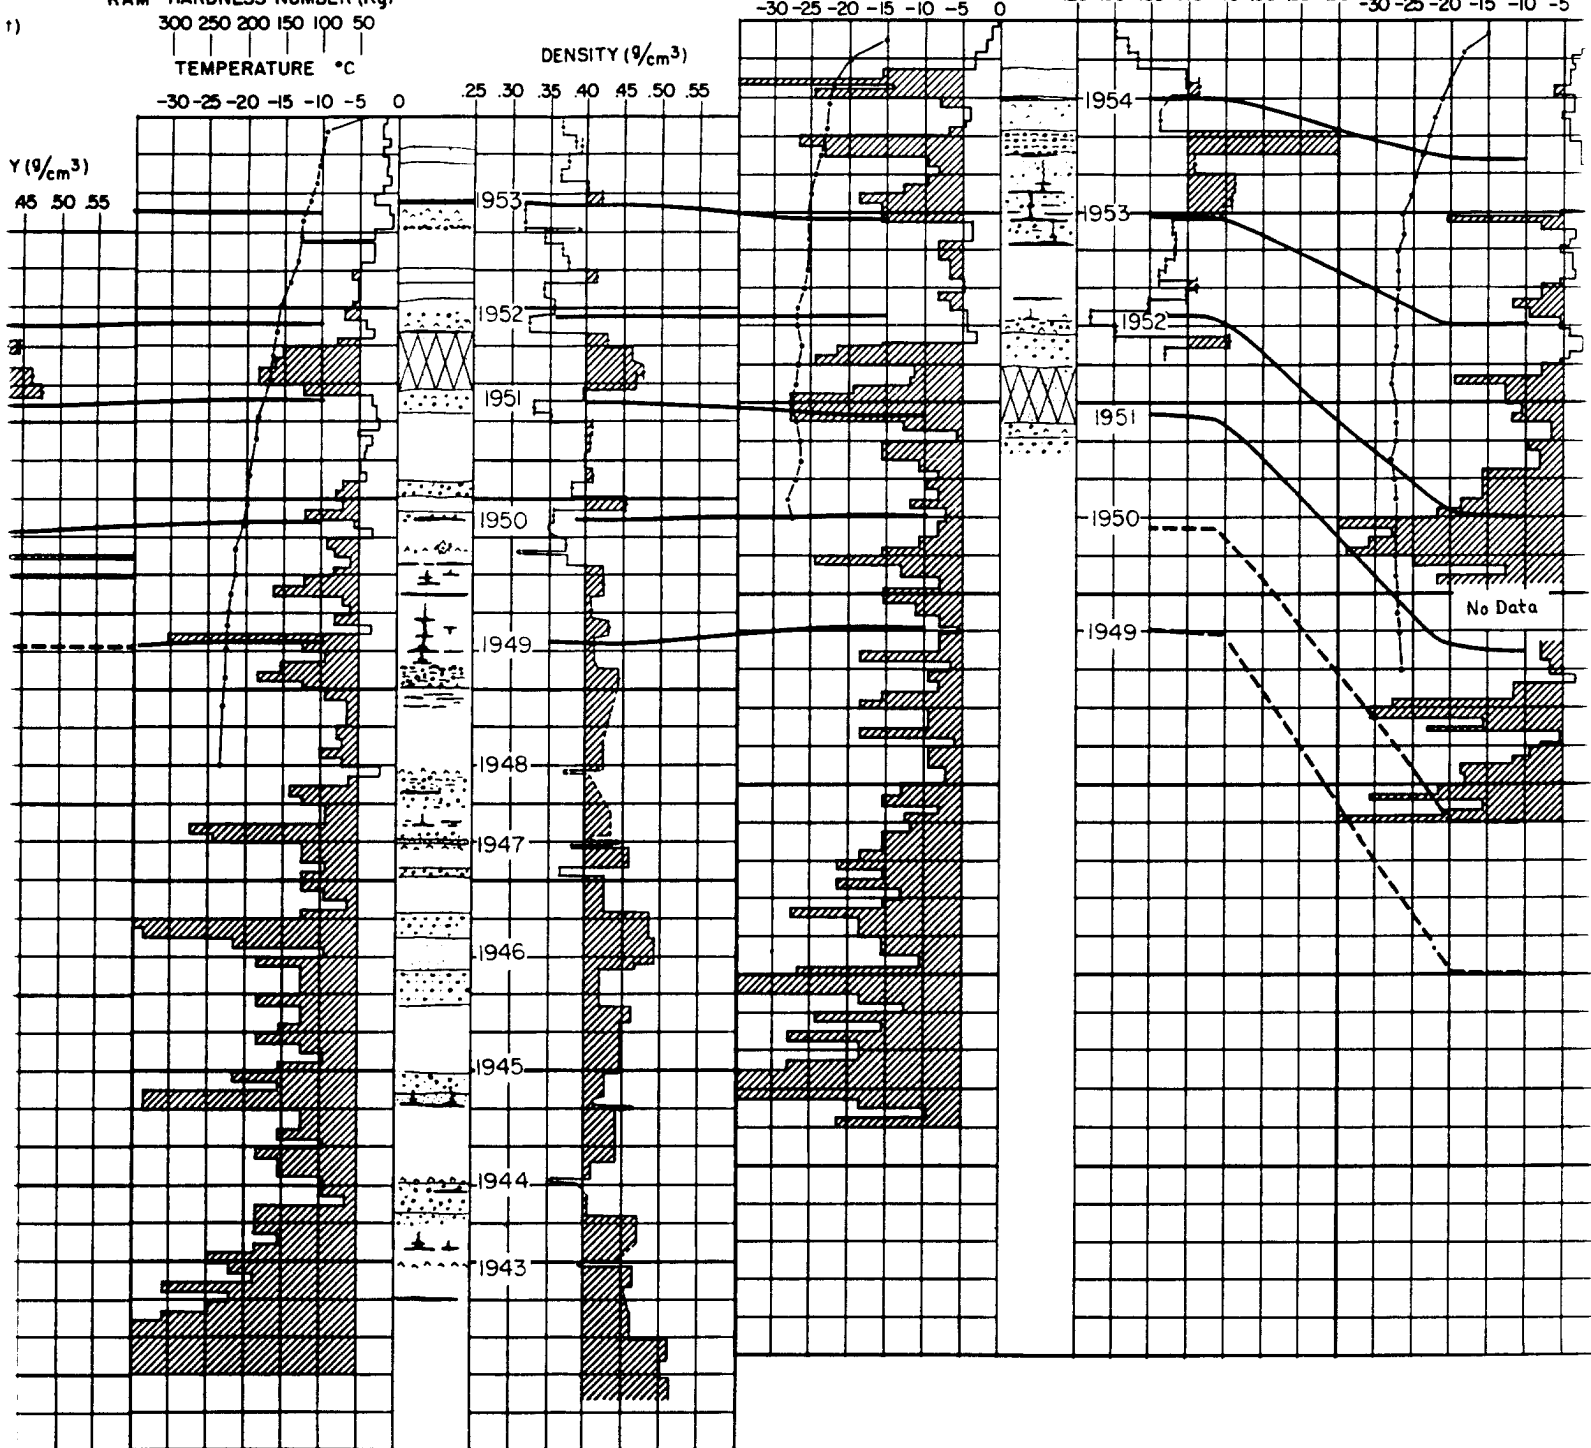 RAM HARDNESS NUMBER (Kg)
t)
300 250 200 150 100 50
TEMPERATURE °C
-30 -25 -20 -15 -10 -5 0
DENSITY (g/cm³)
.25 .30 .35 .40 .45 .50 .55
Y (g/cm³)
.45 .50 .55
1953
1952
1951
1950
1949
1948
1947
1946
1945
1944
1943
-30 -25 -20 -15 -10 -5 0
1954
1953
1952
1951
1950
1949
-30 -25 -20 -15 -10 -5
No Data